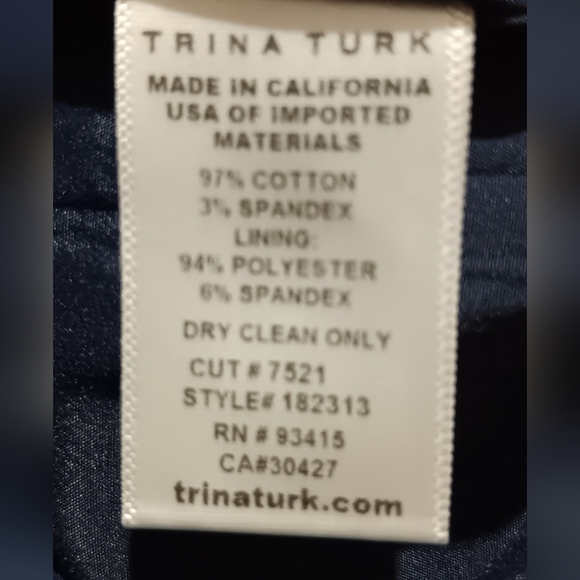 TRINA TURK
MADE IN CALIFORNIA
USA OF IMPORTED
MATERIALS
97% COTTON
3% SPANDEX
LINING:
94% POLYESTER
6% SPANDEX
DRY CLEAN ONLY
CUT # 7521
STYLE# 182313
RN # 93415
CA#30427
trinaturk.com